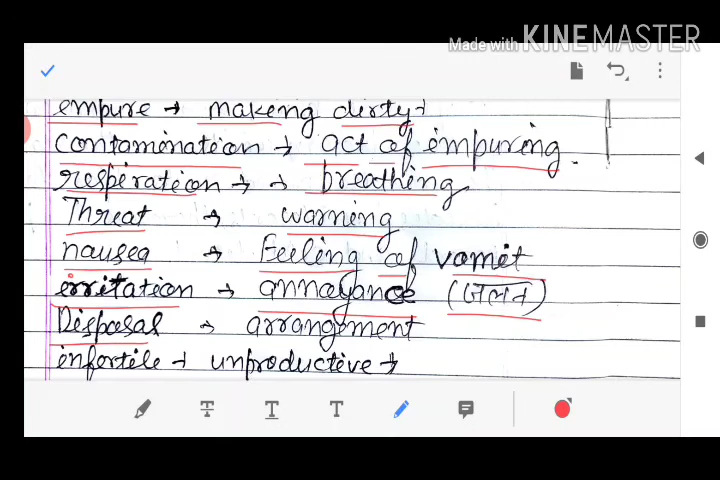 Made with KINEMASTER
impure → making dirty →
contamination → act of impuring.
respiration → → breathing
Threat → warning
nausea → Feeling of vomit
irritation → annoyance (जलन)
Disposal → arrangement
infertile → unproductive →
T T T